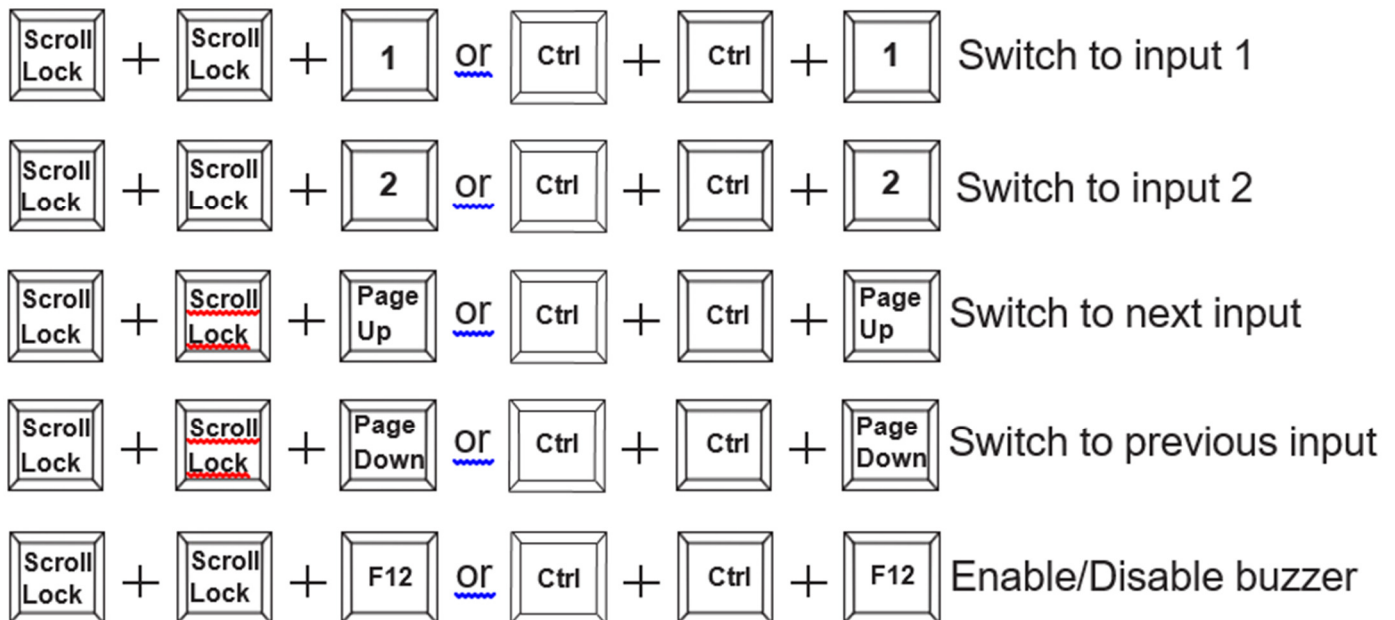 Scroll Lock + Scroll Lock + 1 or Ctrl + Ctrl + 1 Switch to input 1
Scroll Lock + Scroll Lock + 2 or Ctrl + Ctrl + 2 Switch to input 2
Scroll Lock + Scroll Lock + Page Up or Ctrl + Ctrl + Page Up Switch to next input
Scroll Lock + Scroll Lock + Page Down or Ctrl + Ctrl + Page Down Switch to previous input
Scroll Lock + Scroll Lock + F12 or Ctrl + Ctrl + F12 Enable/Disable buzzer